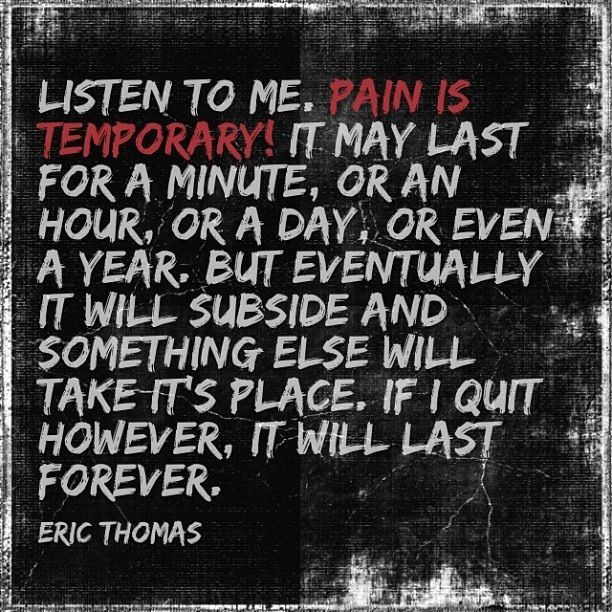 LISTEN TO ME. PAIN IS
TEMPORARY! IT MAY LAST
FOR A MINUTE, OR AN
HOUR, OR A DAY, OR EVEN
A YEAR. BUT EVENTUALLY
IT WILL SUBSIDE AND
SOMETHING ELSE WILL
TAKE IT'S PLACE. IF I QUIT
HOWEVER, IT WILL LAST
FOREVER.
ERIC THOMAS